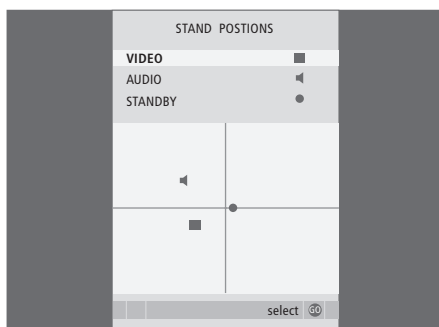 STAND POSTIONS
VIDEO
AUDIO
STANDBY
select GO